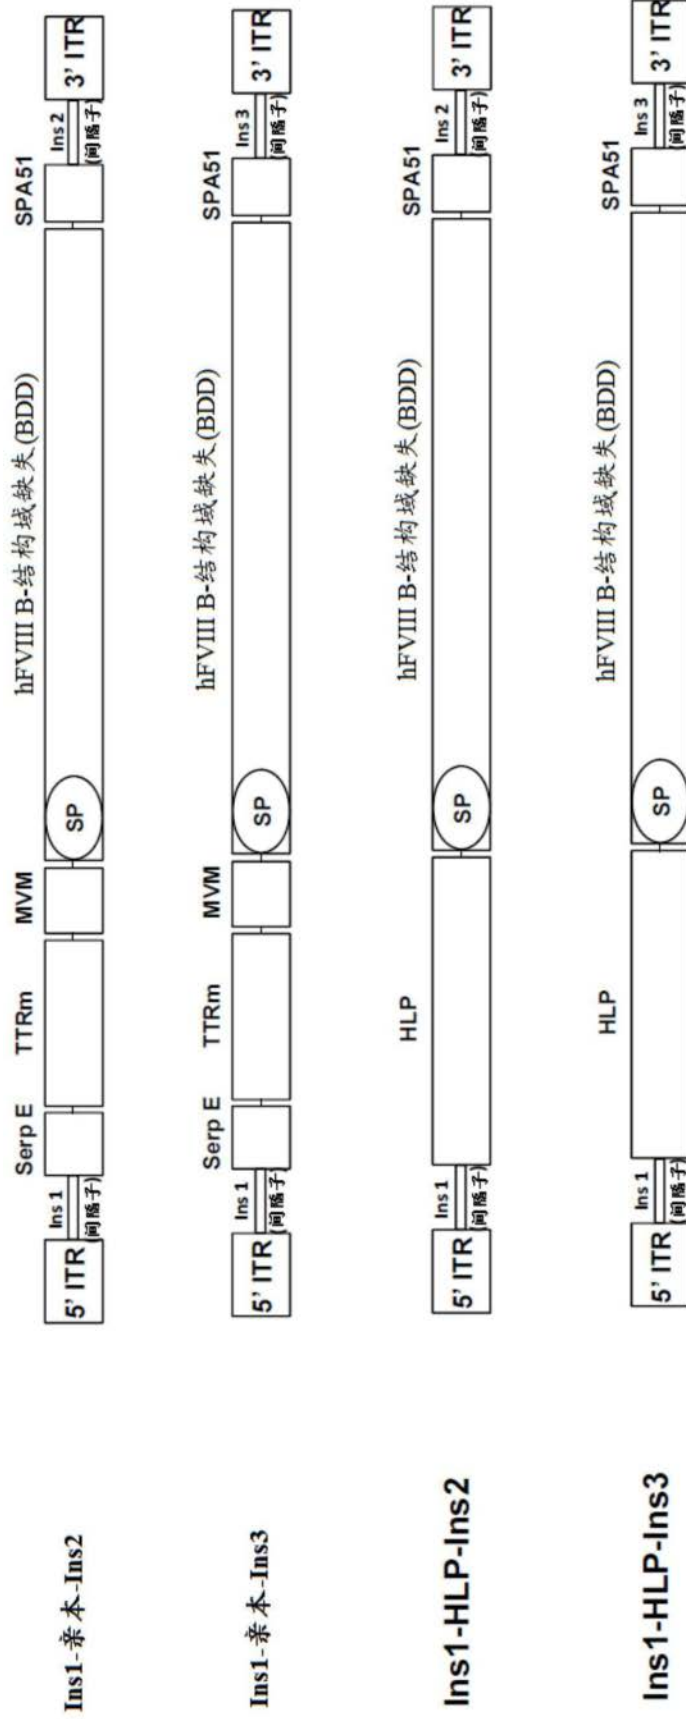 Ins1-亲本-Ins2
5' ITR
Ins 1
(间隔子)
Serp E
TTRm
MVM
SP
hFVIII B-结构域缺失(BDD)
SPA51
Ins 2
(间隔子)
3' ITR
Ins1-亲本-Ins3
5' ITR
Ins 1
(间隔子)
Serp E
TTRm
MVM
SP
hFVIII B-结构域缺失(BDD)
SPA51
Ins 3
(间隔子)
3' ITR
Ins1-HLP-Ins2
5' ITR
Ins 1
(间隔子)
HLP
SP
hFVIII B-结构域缺失(BDD)
SPA51
Ins 2
(间隔子)
3' ITR
Ins1-HLP-Ins3
5' ITR
Ins 1
(间隔子)
HLP
SP
hFVIII B-结构域缺失(BDD)
SPA51
Ins 3
(间隔子)
3' ITR